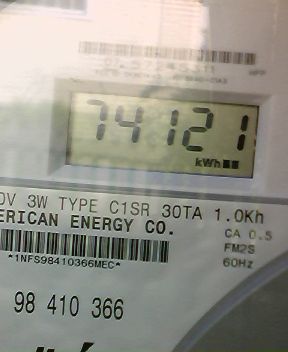 74121
kWh
0V 3W TYPE C1SR 30TA 1.0Kh
ERICAN ENERGY CO.
CA 0.5
FM2S
60Hz
*1NFS98410366MEC*
98 410 366